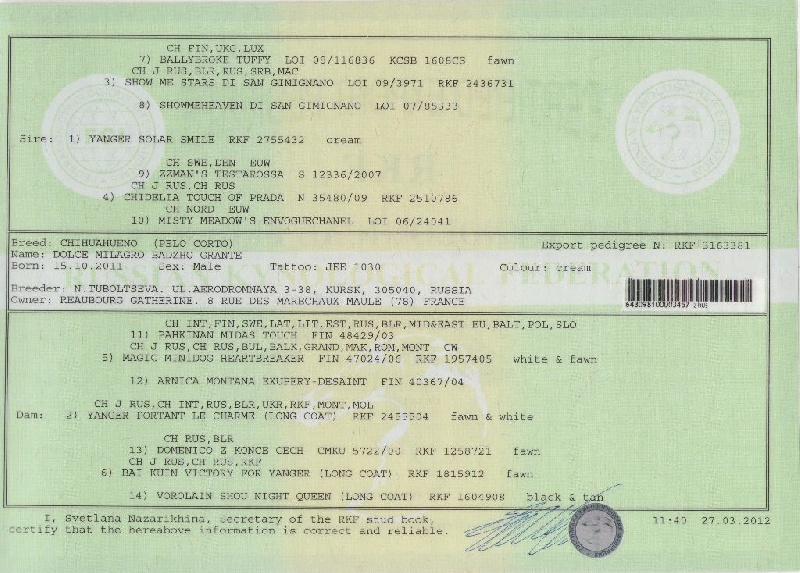 CH FIN,UKC,LUX
7) BALLYBROKE TUFFY LOI 08/116836 KCSB 1608CS fawn
CH J RUS,BLR,RUS,SRB,MAC
3) SHOW ME STARS DI SAN GIMIGNANO LOI 09/3971 RKF 2436731
8) SHOWMEHEAVEN DI SAN GIMIGNANO LOI 07/85333
Sire: 1) YANGER SOLAR SMILE RKF 2755432 cream
CH SWE,DEN EUW
9) ZZMAN'S TESTAROSSA S 12336/2007
CH J RUS,CH RUS
4) CHIDELIA TOUCH OF PRADA N 35480/09 RKF 2510786
CH NORD EUW
10) MISTY MEADOW'S ENVOGUECHANEL LOI 06/24041
Breed: CHIHUAHUENO (PELO CORTO) Export pedigree N: RKF 3163381
Name: DOLCE MILAGRO BADZHO GRANTE
Born: 15.10.2011 Sex: Male Tattoo: JEE 1030 Colour: cream
Breeder: N.TUBOLTSEVA. UL.AERODROMNAYA 3-38, KURSK, 305040, RUSSIA
Owner: REAUBOURG GATHERINE. 8 RUE DES MARECHAUX MAULE (78) FRANCE
CH INT,FIN,SWE,LAT,LIT,EST,RUS,BLR,MID&EAST EU,BALT,POL,SLO
11) PAHKINAN MIDAS TOUCH FIN 48429/03
CH J RUS,CH RUS,BUL,BALK,GRAND,MAK,ROM,MONT CW
5) MAGIC MINIDOG HEARTBREAKER FIN 47024/06 RKF 1957405 white & fawn
12) ARNICA MONTANA EXUPERY-DESAINT FIN 40367/04
CH J RUS,CH INT,RUS,BLR,UKR,RKF,MONT,MOL
Dam: 2) YANGER FORTANT LE CHARME (LONG COAT) RKF fawn & white
CH RUS,BLR
13) DOMENICO Z KONCE CECH CMKU RKF 1258721 fawn
CH J RUS,CH RUS,RKF
6) BAI KUIN VICTORY FOR YANGER (LONG COAT) RKF 1815912 fawn
14) VOROLAIN SHOU NIGHT QUEEN (LONG COAT) RKF 1604908 black & tan
I, Svetlana Nazarikhina, secretary of the RKF stud book, 11:40 27.03.2012
certify that the hereabove information is correct and reliable.